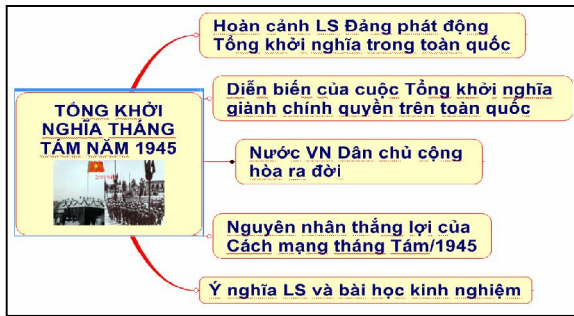 Hoàn cảnh LS Đảng phát động
Tổng khởi nghĩa trong toàn quốc
Diễn biến của cuộc Tổng khởi nghĩa
giành chính quyền trên toàn quốc
TỔNG KHỞI
NGHĨA THÁNG
TÁM NĂM 1945
Nước VN Dân chủ cộng
hòa ra đời
Nguyên nhân thắng lợi của
Cách mạng tháng Tám/1945
Ý nghĩa LS và bài học kinh nghiệm